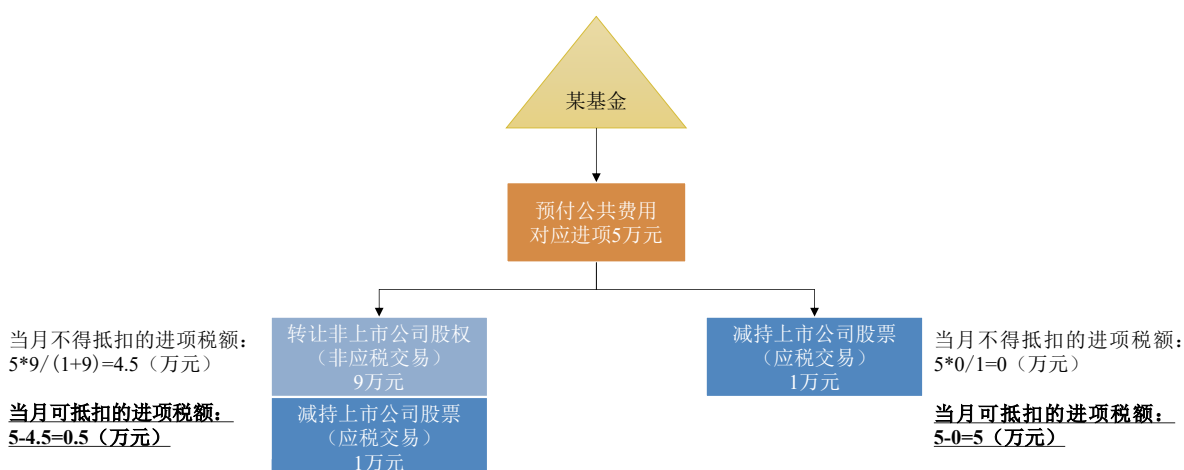 某基金
预付公共费用
对应进项5万元
当月不得抵扣的进项税额：
5*9/(1+9)=4.5（万元）
当月可抵扣的进项税额：
5-4.5=0.5（万元）
转让非上市公司股权
（非应税交易）
9万元
减持上市公司股票
（应税交易）
1万元
减持上市公司股票
（应税交易）
1万元
当月不得抵扣的进项税额：
5*0/1=0（万元）
当月可抵扣的进项税额：
5-0=5（万元）